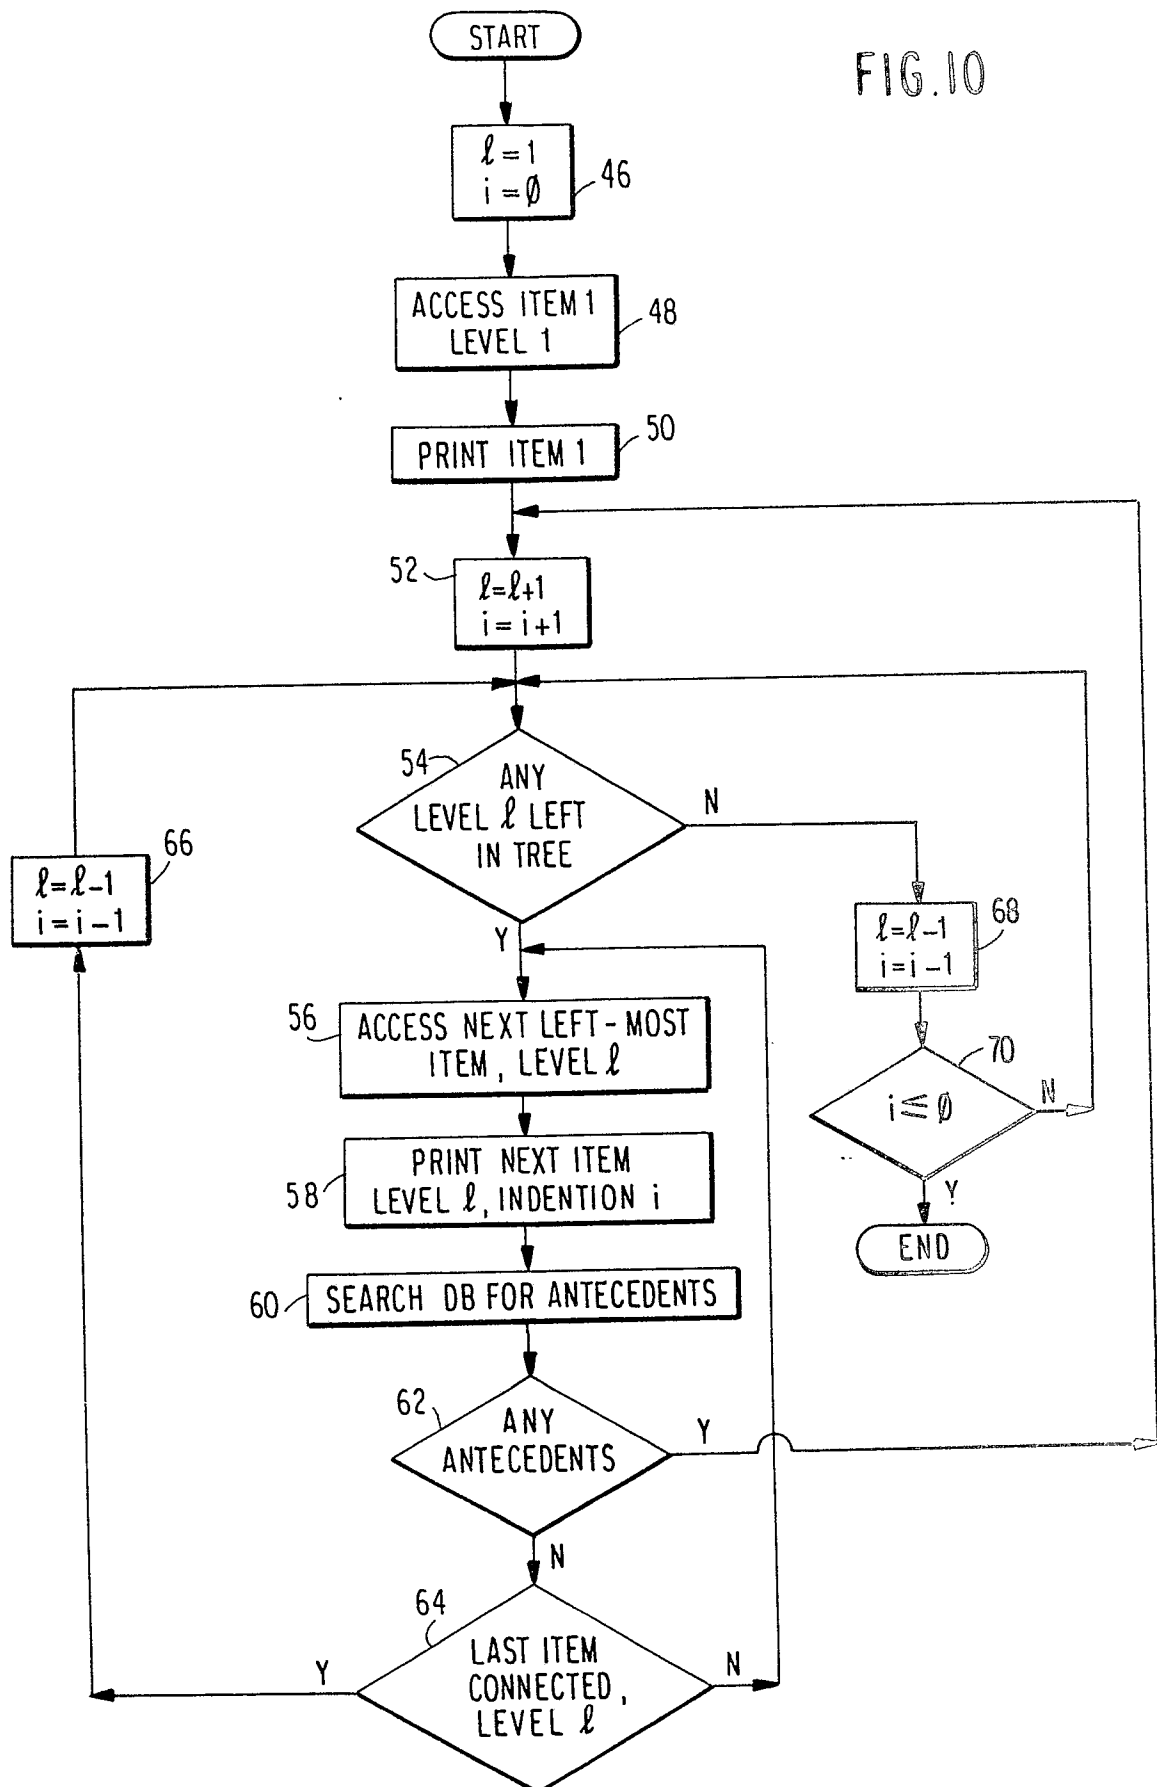 START
FIG.10
ℓ=1
i=Ø
46
ACCESS ITEM 1
LEVEL 1
48
PRINT ITEM 1
50
52
ℓ=ℓ+1
i=i+1
54
ANY
LEVEL ℓ LEFT
IN TREE
N
Y
66
ℓ=ℓ-1
i=i-1
68
ℓ=ℓ-1
i=i-1
56
ACCESS NEXT LEFT-MOST
ITEM, LEVEL ℓ
70
i≤Ø
N
Y
END
58
PRINT NEXT ITEM
LEVEL ℓ, INDENTION i
60
SEARCH DB FOR ANTECEDENTS
62
ANY
ANTECEDENTS
Y
N
64
LAST ITEM
CONNECTED,
LEVEL ℓ
Y
N